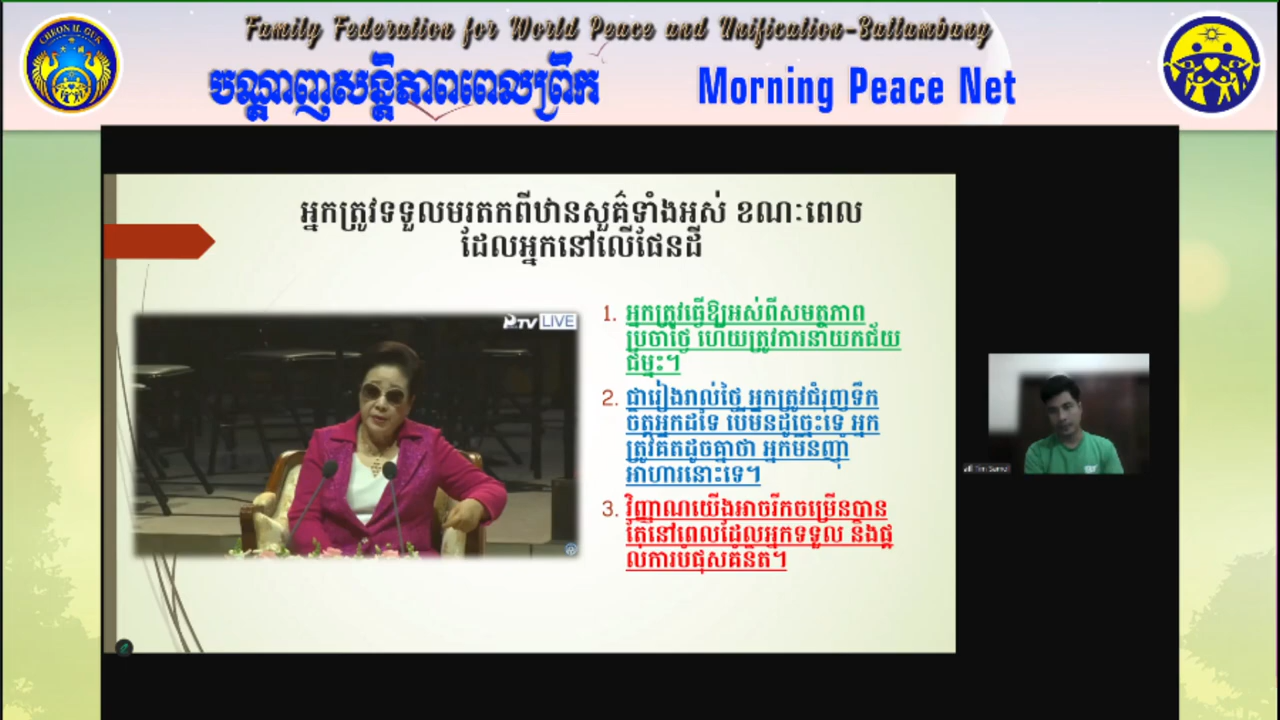 Family Federation for World Peace and Unification-Battambang
CHEON IL GUK
បណ្ដាញសន្តិភាពពេលព្រឹក Morning Peace Net
អ្នកត្រូវទទួលមរតកពីឋានសួគ៌ទាំងអស់ ខណៈពេល
ដែលអ្នកនៅលើផែនដី
PTV LIVE
1. អ្នកត្រូវធ្វើឱ្យអស់ពីសមត្ថភាព
ប្រចាំថ្ងៃ ហើយត្រូវការនាយកជ័យ
ជម្នះ។
2. ជារៀងរាល់ថ្ងៃ អ្នកត្រូវជំរុញទឹក
ចិត្តអ្នកដទៃ បើមិនដូច្នេះទេ អ្នក
ត្រូវគិតដូចគ្នាថា អ្នកមិនញ៉ាំ
អាហារនោះទេ។
3. វិញ្ញាណយើងអាចរីកចម្រើនបាន
តែនៅពេលដែលអ្នកទទួល និងផ្ដ
លការបំផុសគំនិត។